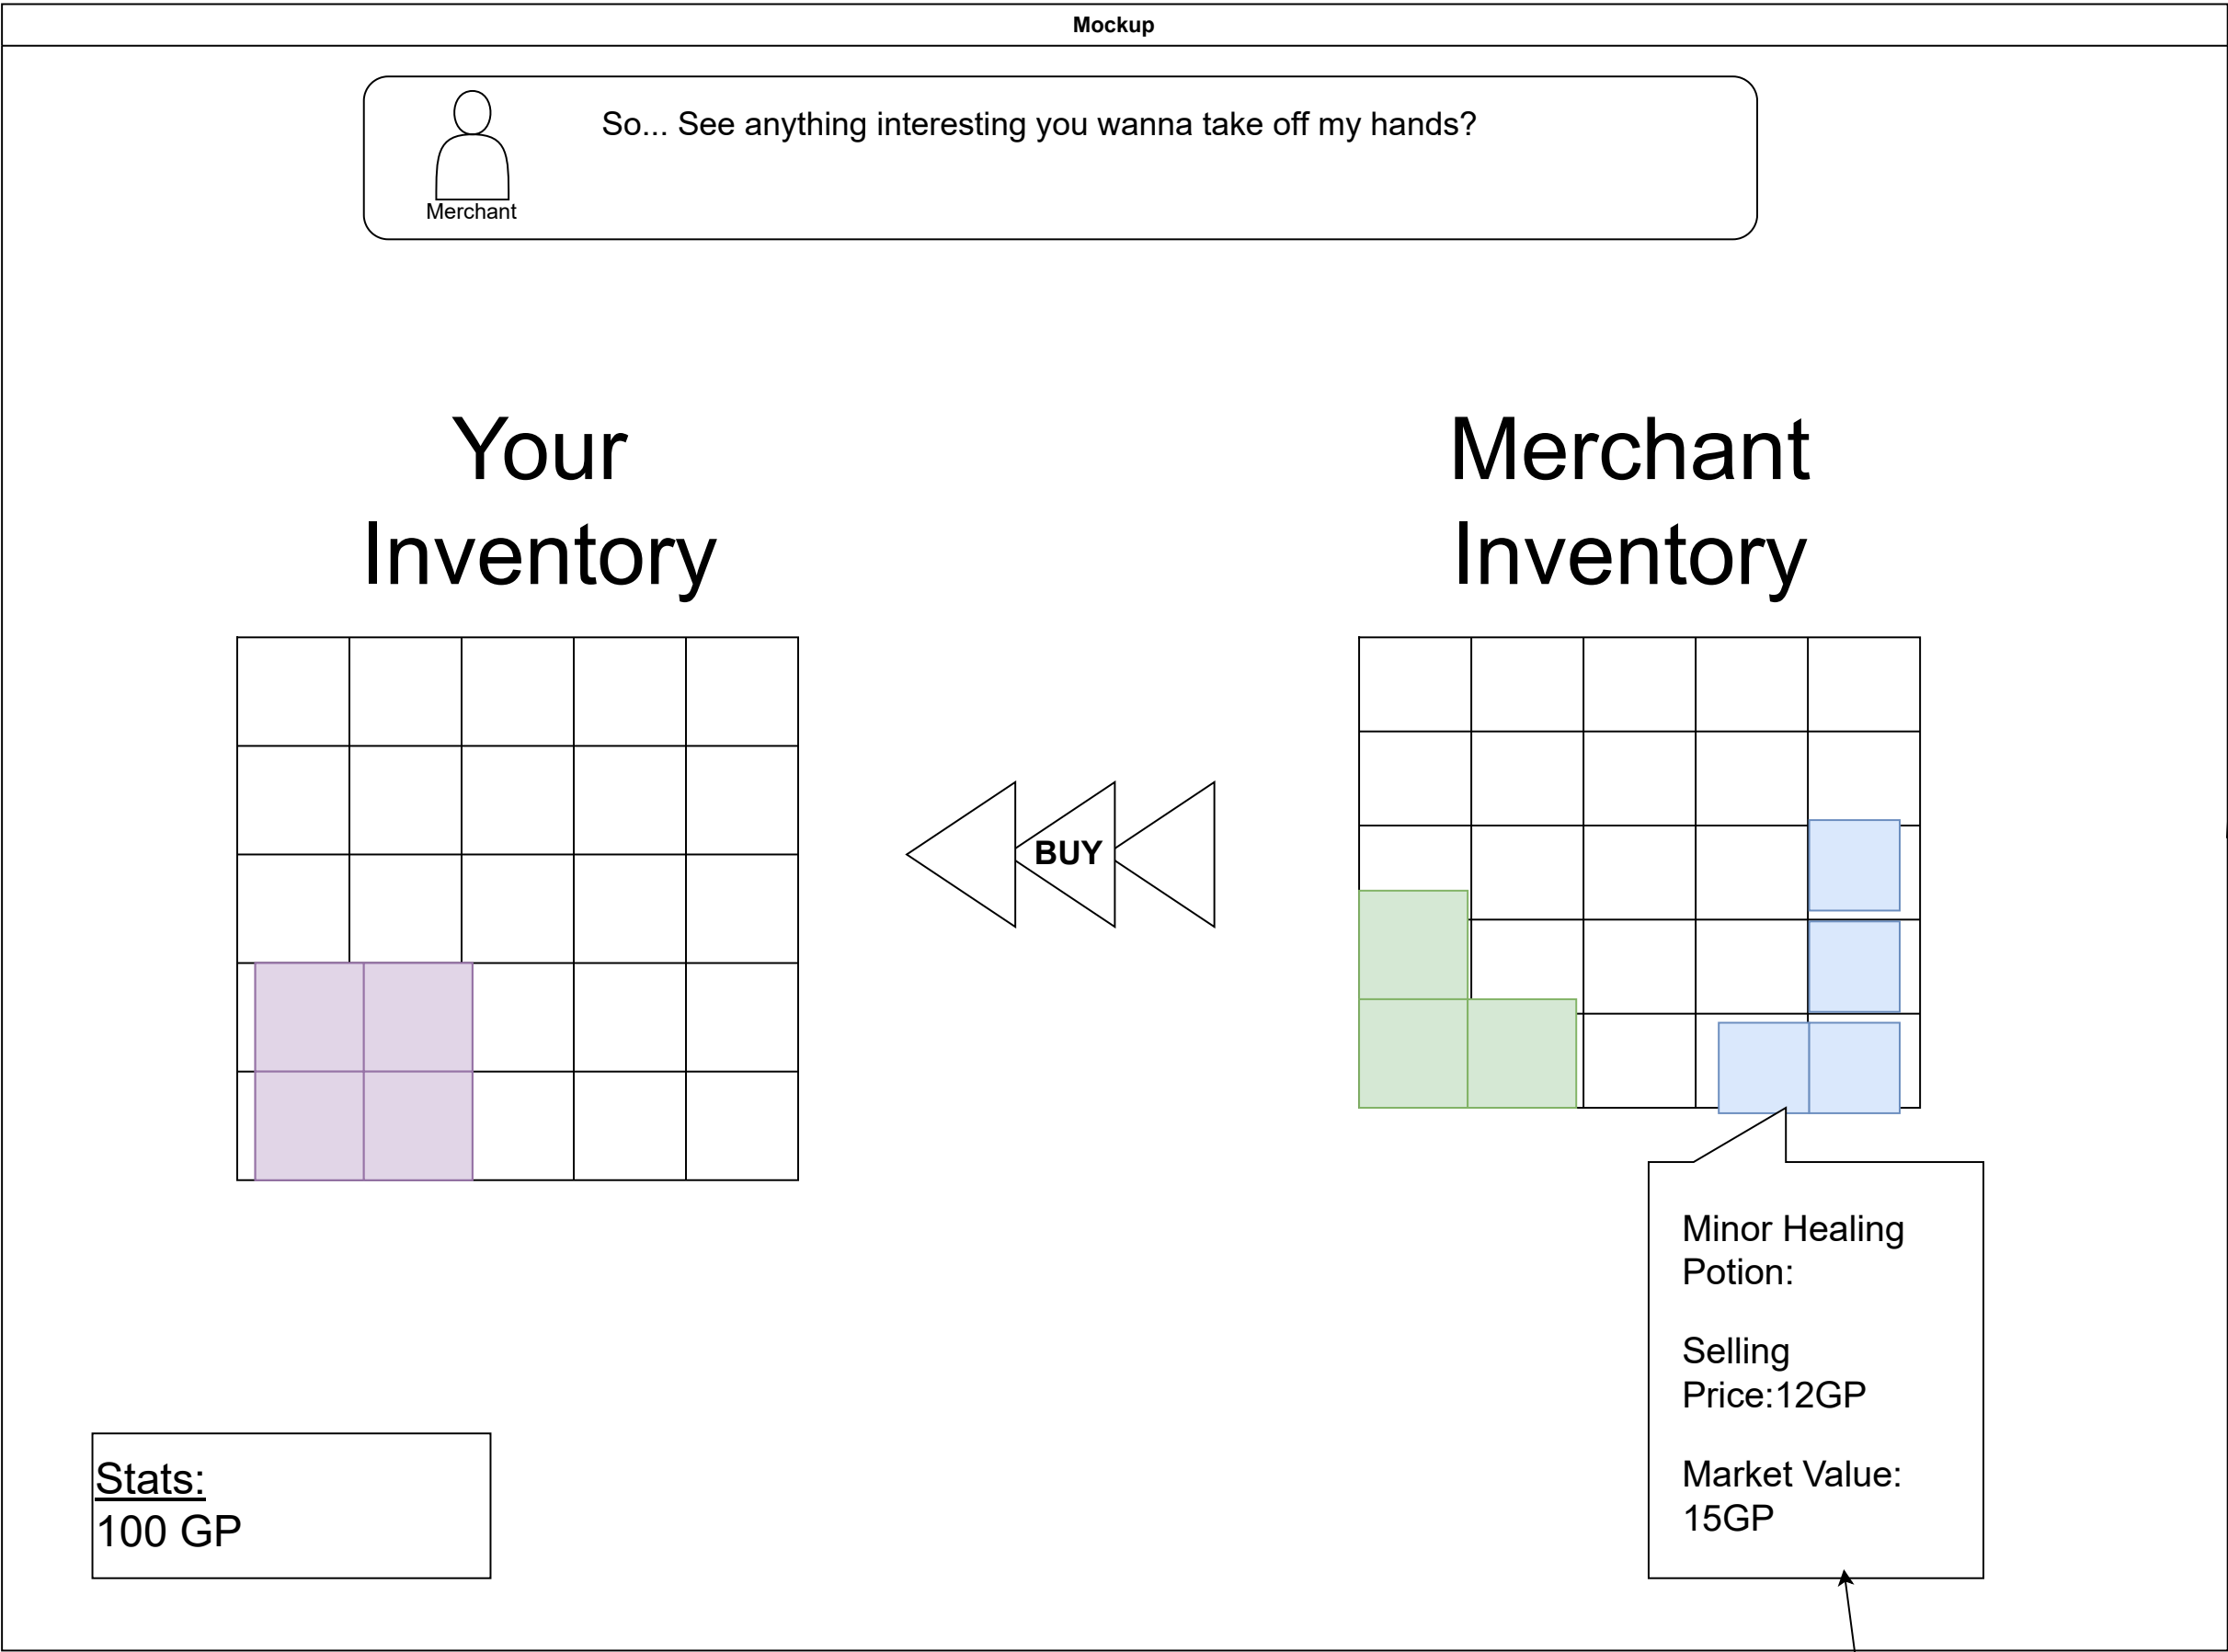 Mockup
So... See anything interesting you wanna take off my hands?
Merchant
Your
Inventory
Merchant
Inventory
BUY
Minor Healing
Potion:
Selling
Price:12GP
Market Value:
15GP
Stats:
100 GP